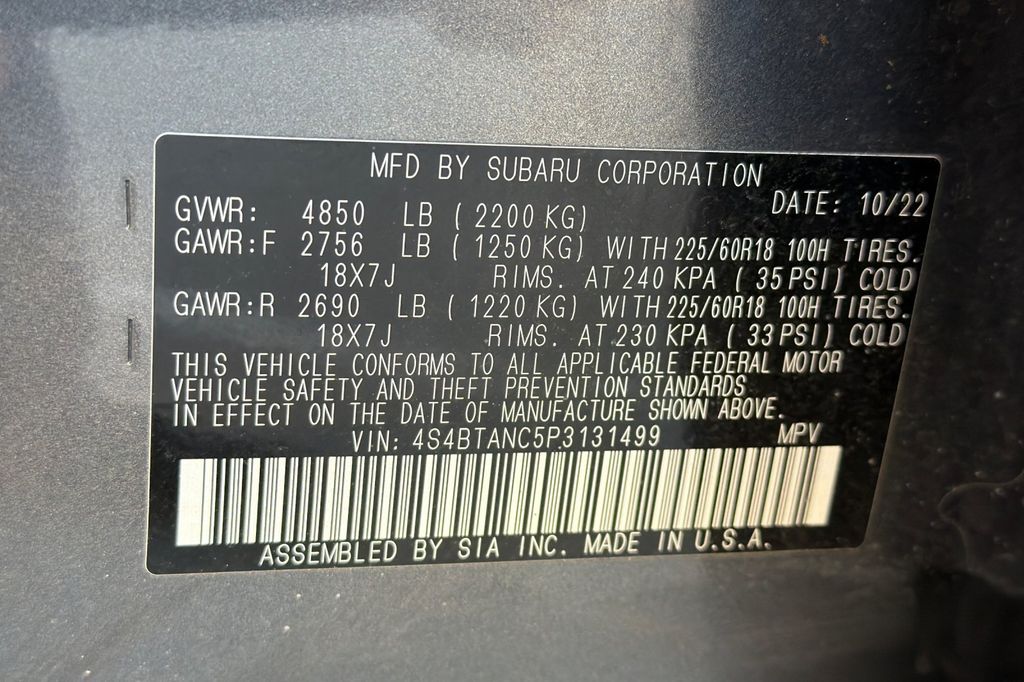 MFD BY SUBARU CORPORATION
DATE: 10/22
GVWR: 4850 LB ( 2200 KG)
GAWR:F 2756 LB ( 1250 KG) WITH 225/60R18 100H TIRES.
18X7J RIMS. AT 240 KPA ( 35 PSI) COLD
GAWR:R 2690 LB ( 1220 KG) WITH 225/60R18 100H TIRES.
18X7J RIMS. AT 230 KPA ( 33 PSI) COLD
THIS VEHICLE CONFORMS TO ALL APPLICABLE FEDERAL MOTOR
VEHICLE SAFETY AND THEFT PREVENTION STANDARDS
IN EFFECT ON THE DATE OF MANUFACTURE SHOWN ABOVE.
VIN: 4S4BTANC5P3131499 MPV
ASSEMBLED BY SIA INC. MADE IN U.S.A.